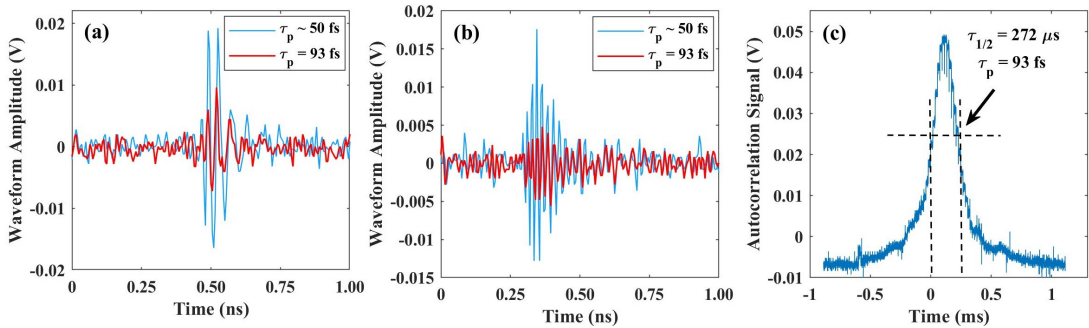 (a)
τp ~ 50 fs
τp = 93 fs
Waveform Amplitude (V)
0.02
0.01
0
-0.01
-0.02
0
0.25
0.50
0.75
1.00
Time (ns)
(b)
τp ~ 50 fs
τp = 93 fs
Waveform Amplitude (V)
0.02
0.015
0.01
0.005
0
-0.005
-0.01
-0.015
0
0.25
0.50
0.75
1.00
Time (ns)
(c)
τ1/2 = 272 μs
τp = 93 fs
Autocorrelation Signal (V)
0.05
0.04
0.03
0.02
0.01
0
-0.01
-1
-0.5
0
0.5
1
Time (ms)